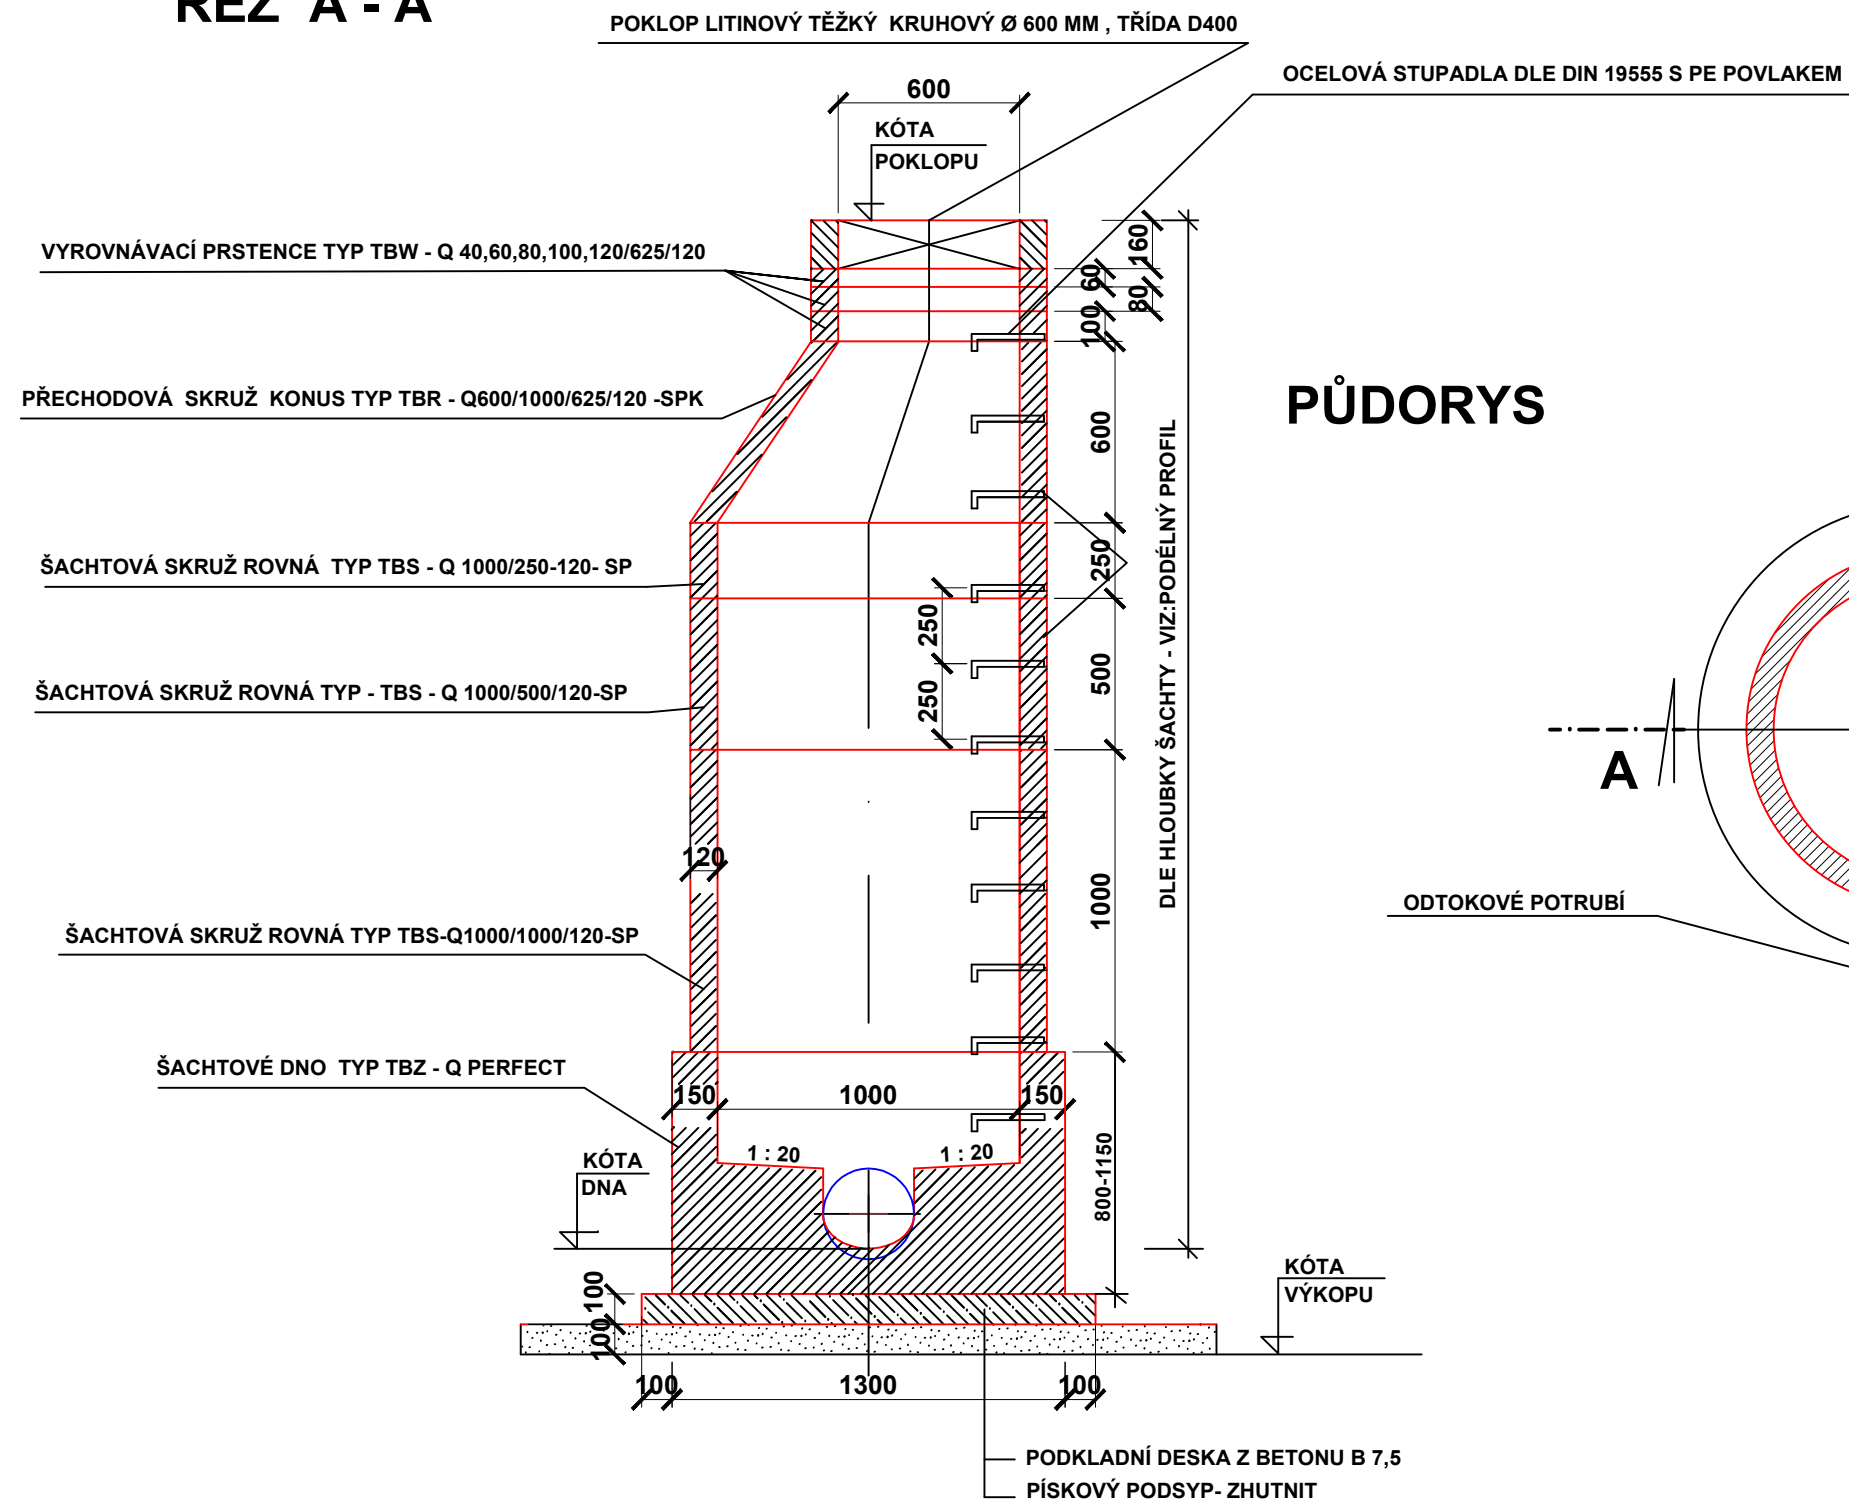 ŘEZ A - A
POKLOP LITINOVÝ TĚŽKÝ KRUHOVÝ Ø 600 MM , TŘÍDA D400
OCELOVÁ STUPADLA DLE DIN 19555 S PE POVLAKEM
600
KÓTA
POKLOPU
VYROVNÁVACÍ PRSTENCE TYP TBW - Q 40,60,80,100,120/625/120
160
60
80
100
PŘECHODOVÁ SKRUŽ KONUS TYP TBR - Q600/1000/625/120 -SPK
600
PŮDORYS
DLE HLOUBKY ŠACHTY - VIZ:PODÉLNÝ PROFIL
ŠACHTOVÁ SKRUŽ ROVNÁ TYP TBS - Q 1000/250-120- SP
250
250
ŠACHTOVÁ SKRUŽ ROVNÁ TYP - TBS - Q 1000/500/120-SP
250
500
A
120
1000
ODTOKOVÉ POTRUBÍ
ŠACHTOVÁ SKRUŽ ROVNÁ TYP TBS-Q1000/1000/120-SP
ŠACHTOVÉ DNO TYP TBZ - Q PERFECT
150
1000
150
1 : 20
1 : 20
800-1150
KÓTA
DNA
KÓTA
VÝKOPU
100
100
100
1300
100
PODKLADNÍ DESKA Z BETONU B 7,5
PÍSKOVÝ PODSYP- ZHUTNIT